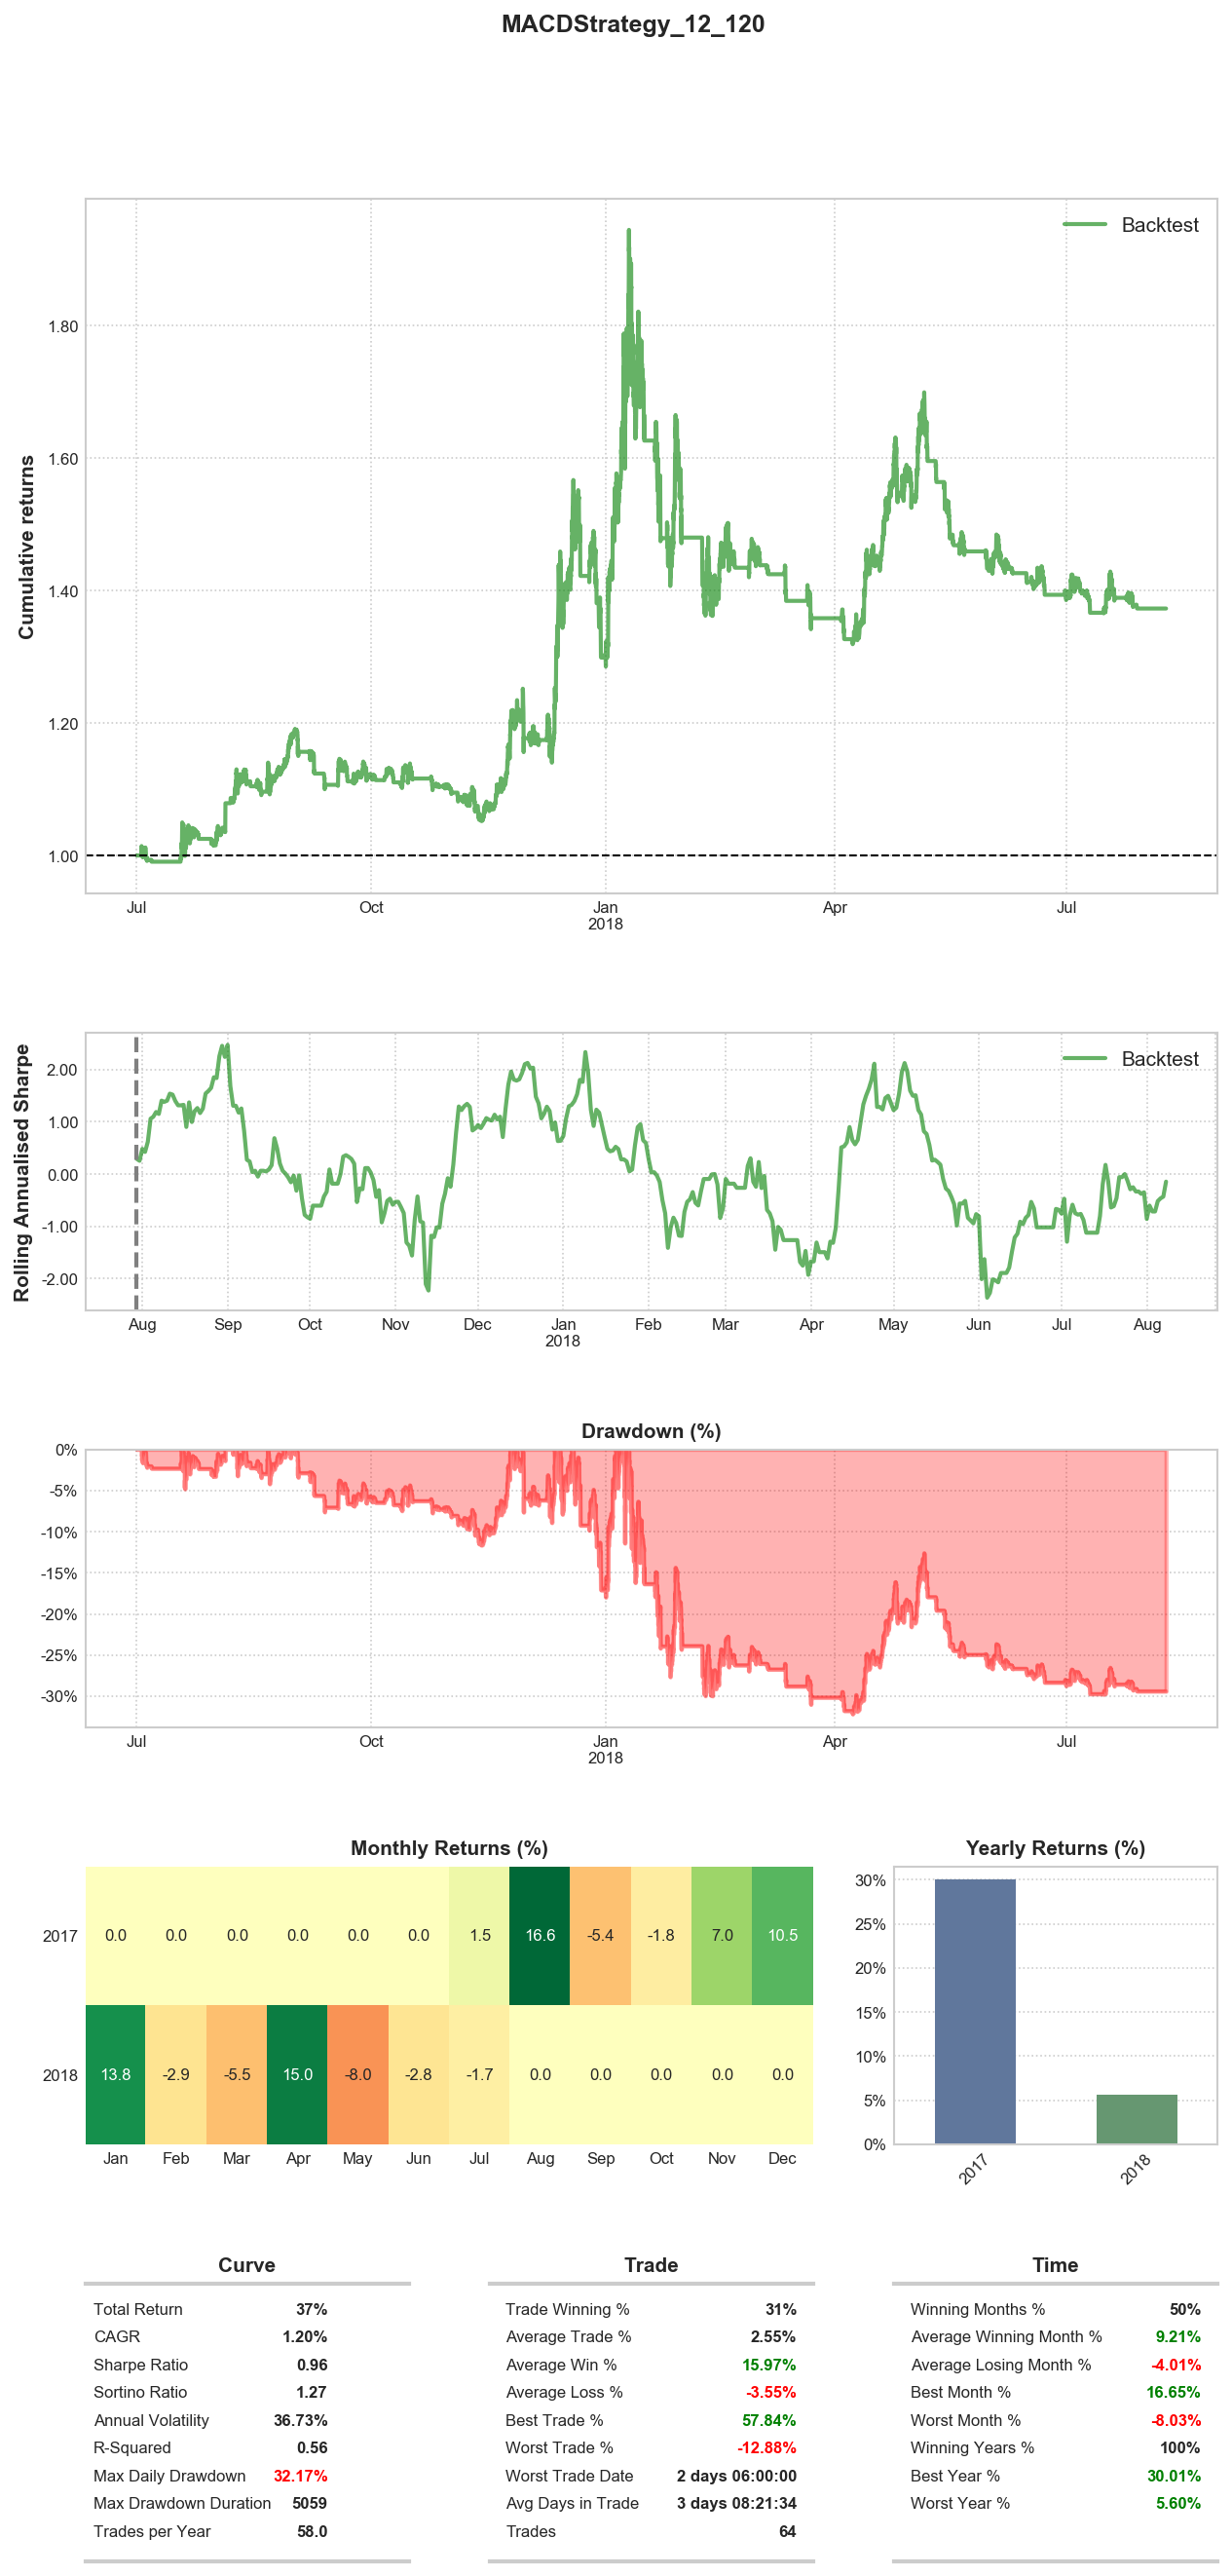 MACDStrategy_12_120
Cumulative returns
Backtest
1.80
1.60
1.40
1.20
1.00
Jul Oct Jan Apr Jul
2018
Rolling Annualised Sharpe
Backtest
2.00
1.00
0.00
-1.00
-2.00
Aug Sep Oct Nov Dec Jan Feb Mar Apr May Jun Jul Aug
2018
Drawdown (%)
0%
-5%
-10%
-15%
-20%
-25%
-30%
Jul Oct Jan Apr Jul
2018
Monthly Returns (%)
2017 0.0 0.0 0.0 0.0 0.0 0.0 1.5 16.6 -5.4 -1.8 7.0 10.5
2018 13.8 -2.9 -5.5 15.0 -8.0 -2.8 -1.7 0.0 0.0 0.0 0.0 0.0
Jan Feb Mar Apr May Jun Jul Aug Sep Oct Nov Dec
Yearly Returns (%)
30%
25%
20%
15%
10%
5%
0%
2017 2018
Curve
Total Return 37%
CAGR 1.20%
Sharpe Ratio 0.96
Sortino Ratio 1.27
Annual Volatility 36.73%
R-Squared 0.56
Max Daily Drawdown 32.17%
Max Drawdown Duration 5059
Trades per Year 58.0
Trade
Trade Winning % 31%
Average Trade % 2.55%
Average Win % 15.97%
Average Loss % -3.55%
Best Trade % 57.84%
Worst Trade % -12.88%
Worst Trade Date 2 days 06:00:00
Avg Days in Trade 3 days 08:21:34
Trades 64
Time
Winning Months % 50%
Average Winning Month % 9.21%
Average Losing Month % -4.01%
Best Month % 16.65%
Worst Month % -8.03%
Winning Years % 100%
Best Year % 30.01%
Worst Year % 5.60%